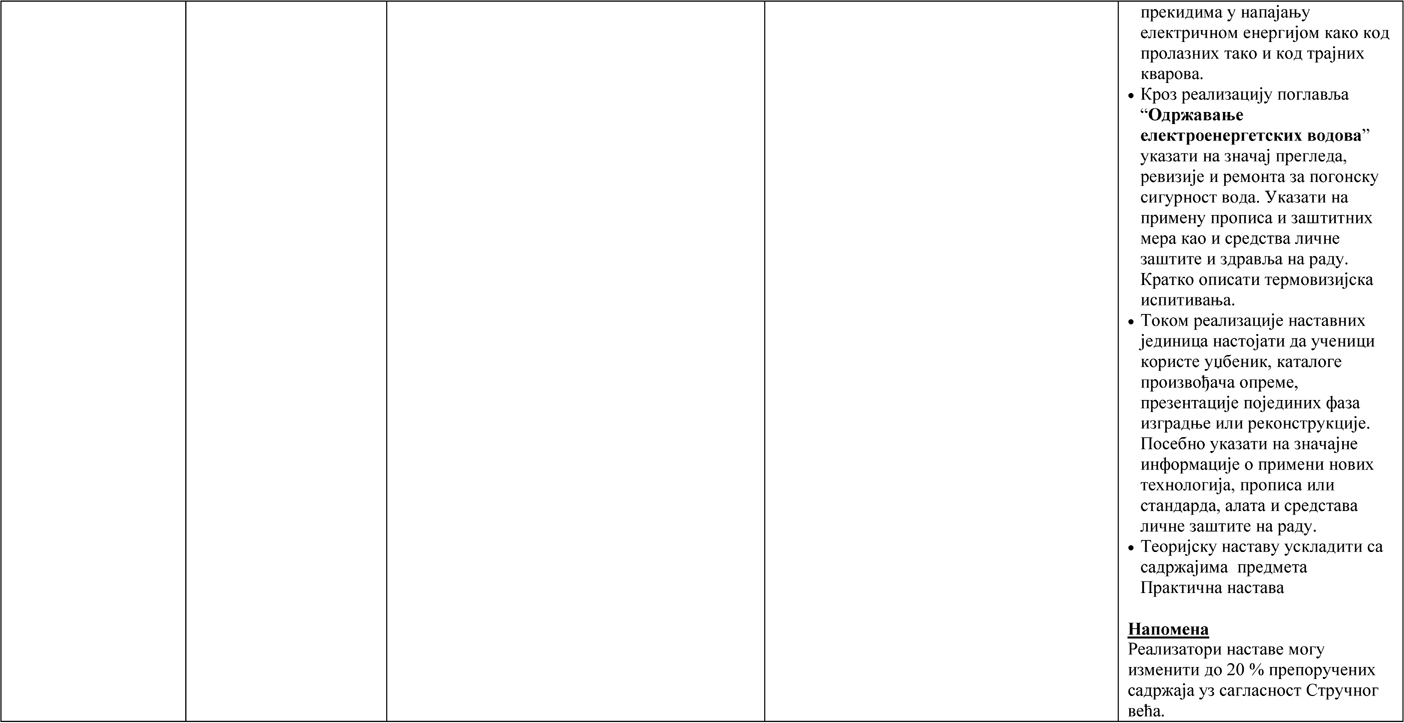 прекидима у напајању
електричном енергијом како код
пролазних тако и код трајних
кварова.
• Кроз реализацију поглавља
“Одржавање
електроенергетских водова”
указати на значај прегледа,
ревизије и ремонта за погонску
сигурност вода. Указати на
примену прописа и заштитних
мера као и средства личне
заштите и здравља на раду.
Кратко описати термовизијска
испитивања.
• Током реализације наставних
јединица настојати да ученици
користе уџбеник, каталоге
произвођача опреме,
презентације појединих фаза
изградње или реконструкције.
Посебно указати на значајне
информације о примени нових
технологија, прописа или
стандарда, алата и средстава
личне заштите на раду.
• Теоријску наставу ускладити са
садржајима  предмета
Практична настава
Напомена
Реализатори наставе могу
изменити до 20 % препоручених
садржаја уз сагласност Стручног
већа.